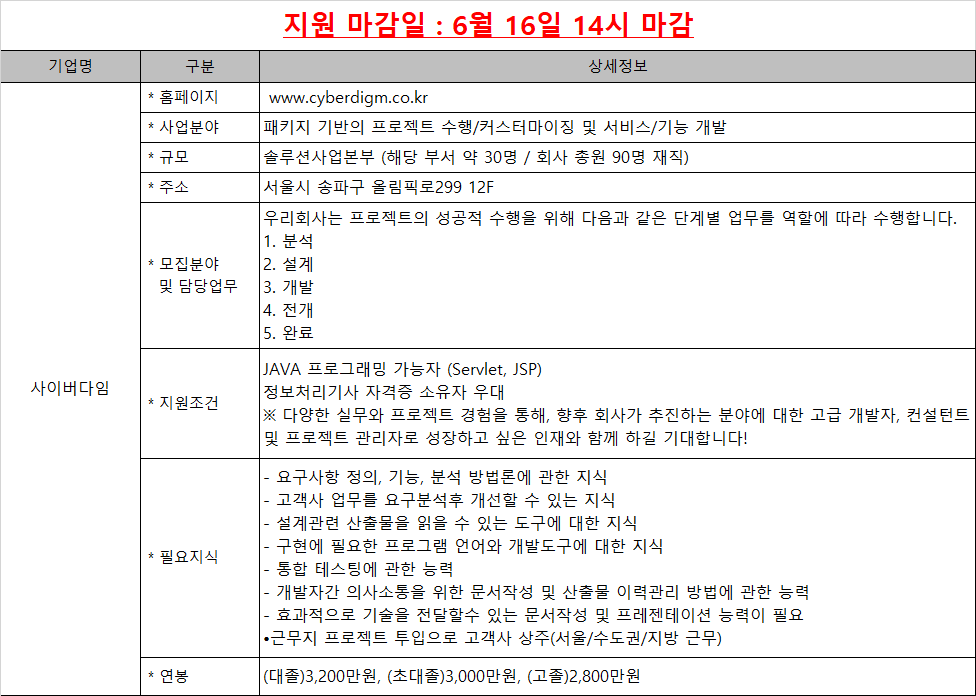 지원 마감일 : 6월 16일 14시 마감
기업명 구분 상세정보
사이버다임
* 홈페이지 www.cyberdigm.co.kr
* 사업분야 패키지 기반의 프로젝트 수행/커스터마이징 및 서비스/기능 개발
* 규모 솔루션사업본부 (해당 부서 약 30명 / 회사 총원 90명 재직)
* 주소 서울시 송파구 올림픽로299 12F
* 모집분야
및 담당업무
우리회사는 프로젝트의 성공적 수행을 위해 다음과 같은 단계별 업무를 역할에 따라 수행합니다.
1. 분석
2. 설계
3. 개발
4. 전개
5. 완료
* 지원조건
JAVA 프로그래밍 가능자 (Servlet, JSP)
정보처리기사 자격증 소유자 우대
※ 다양한 실무와 프로젝트 경험을 통해, 향후 회사가 추진하는 분야에 대한 고급 개발자, 컨설턴트
및 프로젝트 관리자로 성장하고 싶은 인재와 함께 하길 기대합니다!
* 필요지식
- 요구사항 정의, 기능, 분석 방법론에 관한 지식
- 고객사 업무를 요구분석후 개선할 수 있는 지식
- 설계관련 산출물을 읽을 수 있는 도구에 대한 지식
- 구현에 필요한 프로그램 언어와 개발도구에 대한 지식
- 통합 테스팅에 관한 능력
- 개발자간 의사소통을 위한 문서작성 및 산출물 이력관리 방법에 관한 능력
- 효과적으로 기술을 전달할수 있는 문서작성 및 프레젠테이션 능력이 필요
•근무지 프로젝트 투입으로 고객사 상주(서울/수도권/지방 근무)
* 연봉 (대졸)3,200만원, (초대졸)3,000만원, (고졸)2,800만원